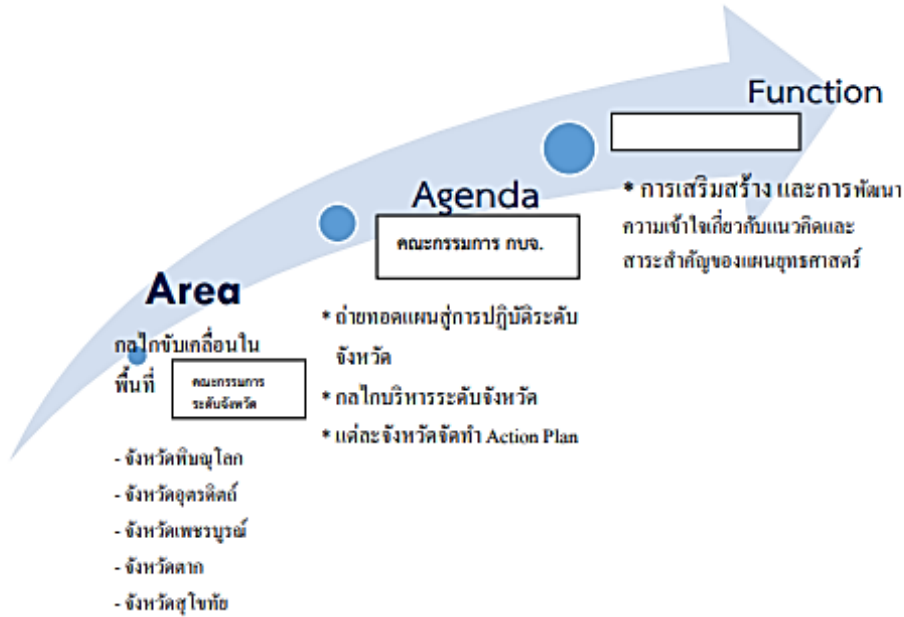 Function
* การเสริมสร้าง และการพัฒนา
ความเข้าใจเกี่ยวกับแนวคิดและ
สาระสำคัญของแผนยุทธศาสตร์
Agenda
คณะกรรมการ กบจ.
* ถ่ายทอดแผนสู่การปฏิบัติระดับ
จังหวัด
* กลไกบริหารระดับจังหวัด
* แต่ละจังหวัดจัดทำ Action Plan
Area
กลไกขับเคลื่อนใน
พื้นที่
คณะกรรมการ
ระดับจังหวัด
- จังหวัดพิษณุโลก
- จังหวัดอุตรดิตถ์
- จังหวัดเพชรบูรณ์
- จังหวัดตาก
- จังหวัดสุโขทัย